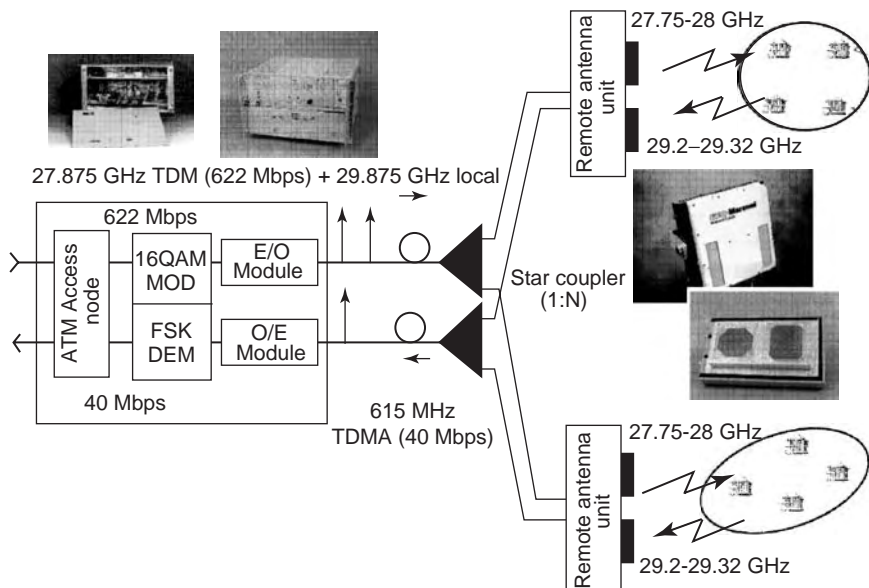 27.75-28 GHz
Remote antenna
unit
29.2–29.32 GHz
27.875 GHz TDM (622 Mbps) + 29.875 GHz local
622 Mbps
ATM Access
node
16QAM
MOD
E/O
Module
FSK
DEM
O/E
Module
40 Mbps
Star coupler
(1:N)
615 MHz
TDMA (40 Mbps)
27.75-28 GHz
Remote antenna
unit
29.2-29.32 GHz